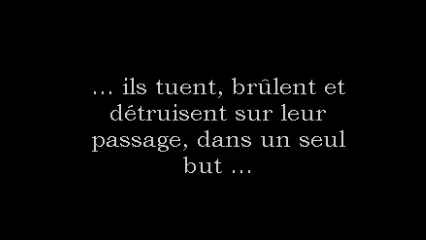 ... ils tuent, brûlent et
détruisent sur leur
passage, dans un seul
but ...